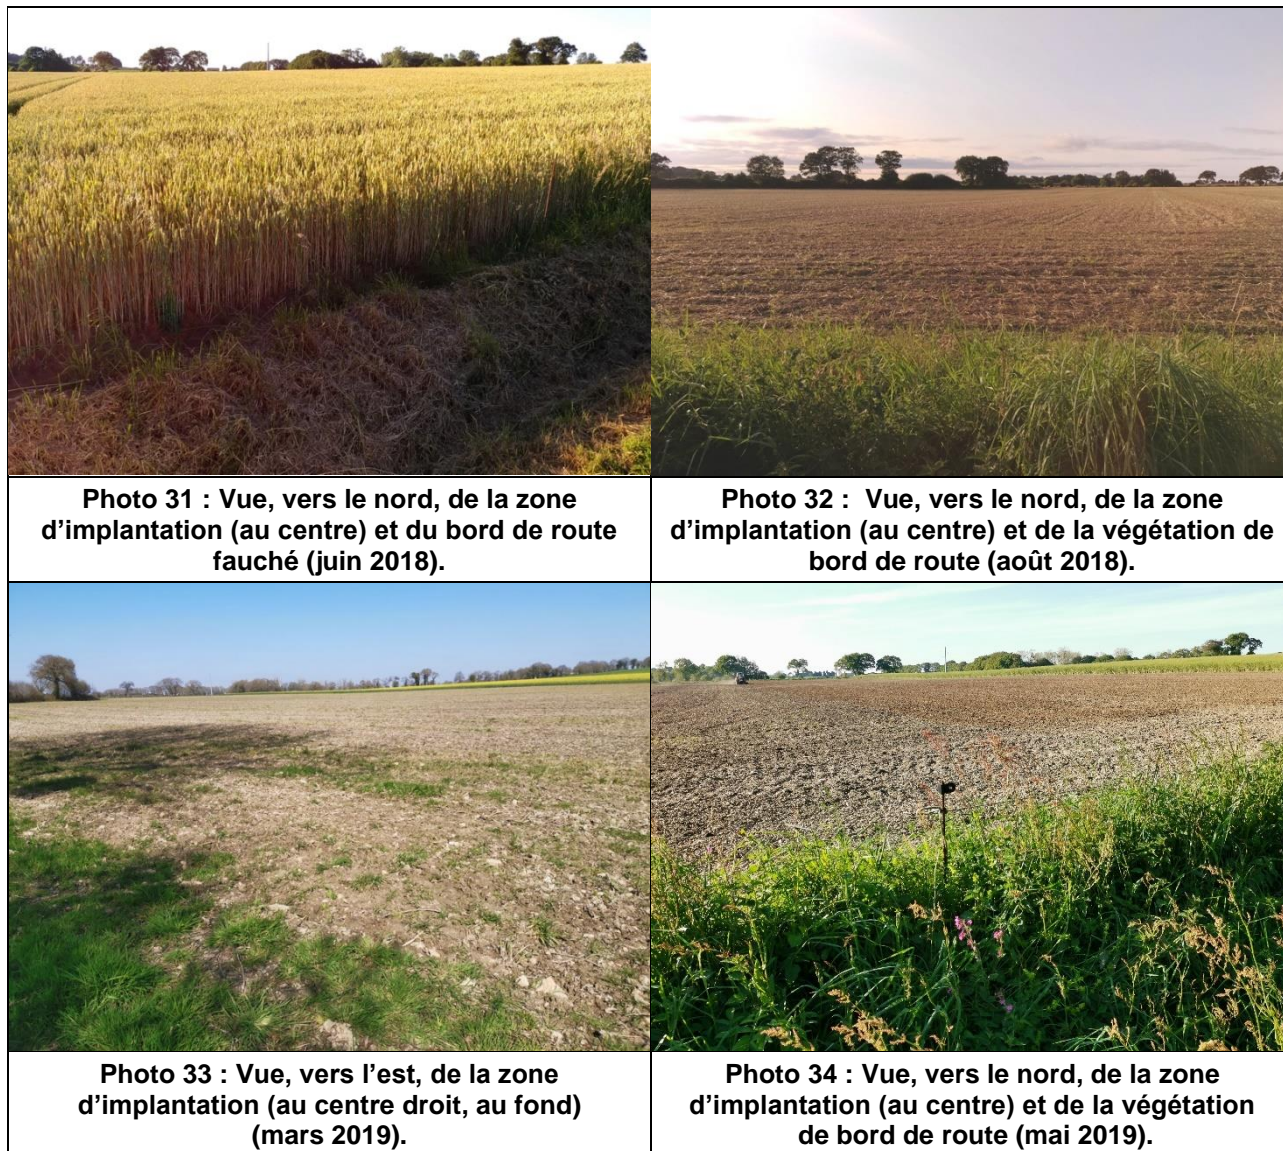 Photo 31 : Vue, vers le nord, de la zone
d'implantation (au centre) et du bord de route
fauché (juin 2018).
Photo 32 :  Vue, vers le nord, de la zone
d'implantation (au centre) et de la végétation de
bord de route (août 2018).
Photo 33 : Vue, vers l'est, de la zone
d'implantation (au centre droit, au fond)
(mars 2019).
Photo 34 : Vue, vers le nord, de la zone
d'implantation (au centre) et de la végétation
de bord de route (mai 2019).